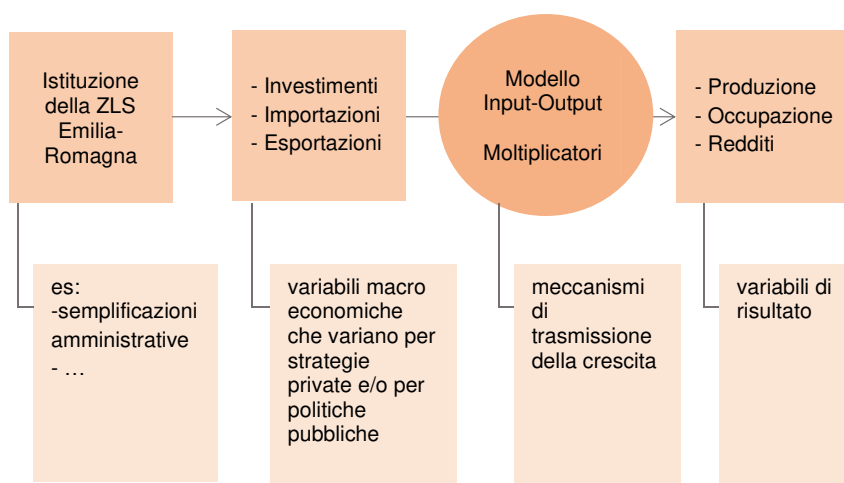 Istituzione
della ZLS
Emilia-
Romagna
- Investimenti
- Importazioni
- Esportazioni
Modello
Input-Output
Moltiplicatori
- Produzione
- Occupazione
- Redditi
es:
-semplificazioni
amministrative
- …
variabili macro
economiche
che variano per
strategie
private e/o per
politiche
pubbliche
meccanismi
di
trasmissione
della crescita
variabili di
risultato